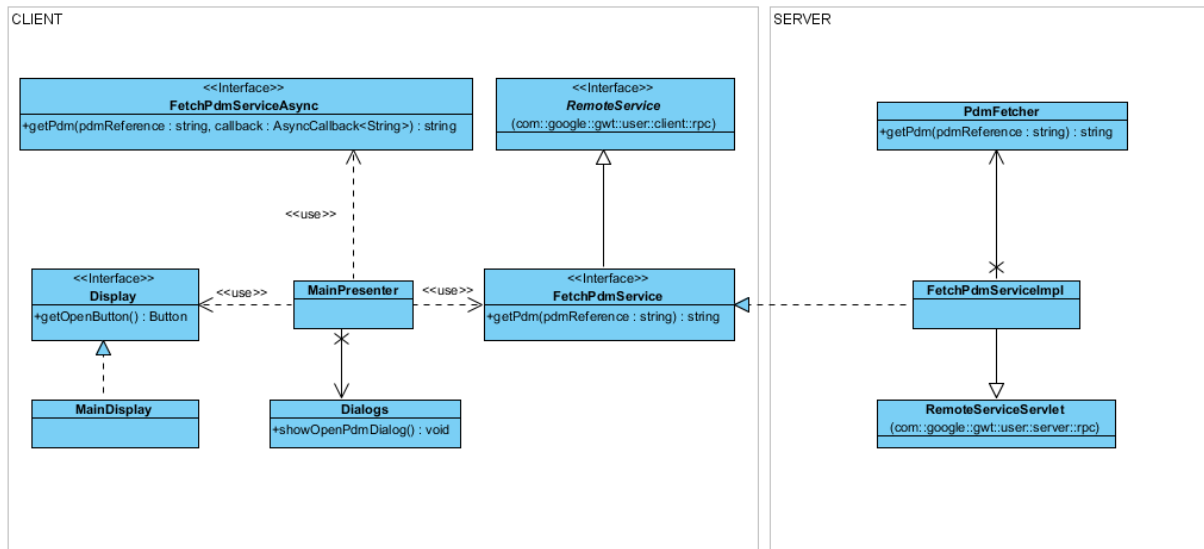 CLIENT
SERVER
<<Interface>>
FetchPdmServiceAsync
+getPdm(pdmReference : string, callback : AsyncCallback<String>) : string
<<Interface>>
RemoteService
(com::google::gwt::user::client::rpc)
PdmFetcher
+getPdm(pdmReference : string) : string
<<use>>
<<Interface>>
Display
+getOpenButton() : Button
<<use>>
MainPresenter
<<use>>
<<Interface>>
FetchPdmService
+getPdm(pdmReference : string) : string
FetchPdmServiceImpl
MainDisplay
Dialogs
+showOpenPdmDialog() : void
RemoteServiceServlet
(com::google::gwt::user::server::rpc)